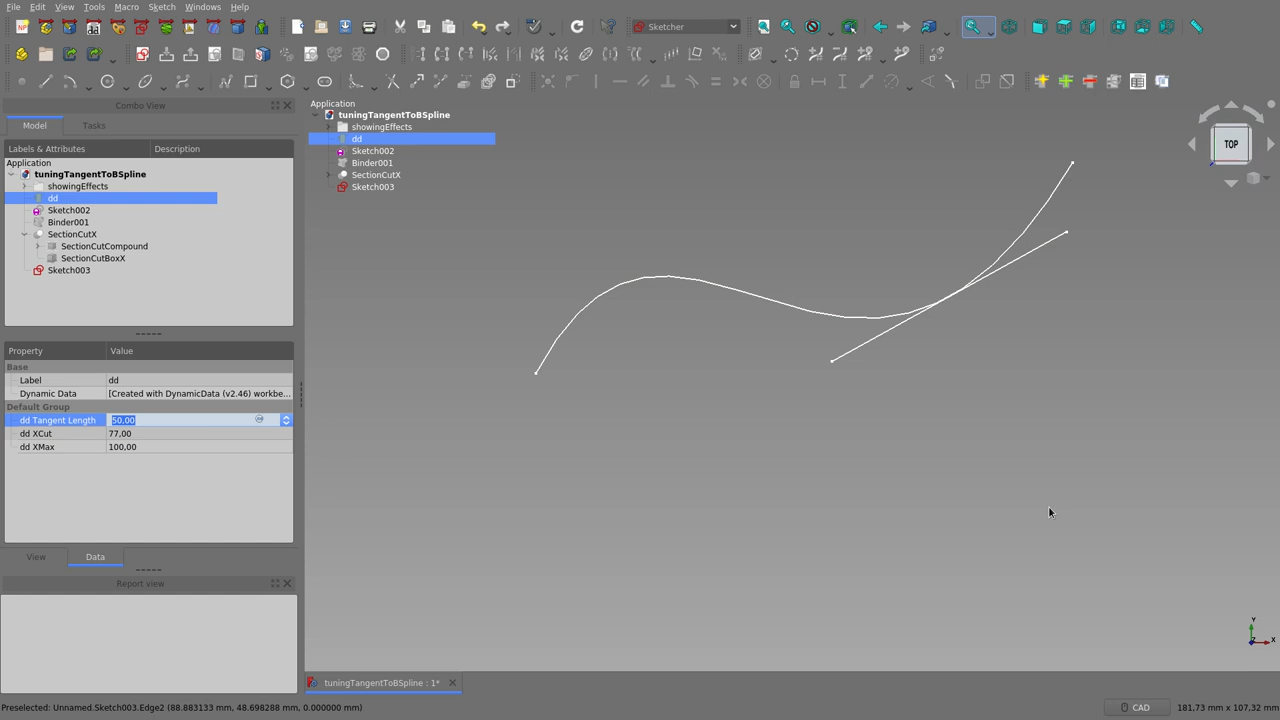 File Edit View Tools Macro Sketch Windows Help
Sketcher
Combo View
Model Tasks
Labels & Attributes Description
Application
tuningTangentToBSpline
showingEffects
dd
Sketch002
Binder001
SectionCutX
SectionCutCompound
SectionCutBoxX
Sketch003
Property Value
Base
Label dd
Dynamic Data [Created with DynamicData (v2.46) workbe...
Default Group
dd Tangent Length 50,00
dd XCut 77,00
dd XMax 100,00
View Data
Report view
Application
tuningTangentToBSpline
showingEffects
dd
Sketch002
Binder001
SectionCutX
Sketch003
TOP
Y
Z X
tuningTangentToBSpline : 1*
Preselected: Unnamed.Sketch003.Edge2 (88.883133 mm, 48.698288 mm, 0.000000 mm)
CAD
181,73 mm x 107,32 mm